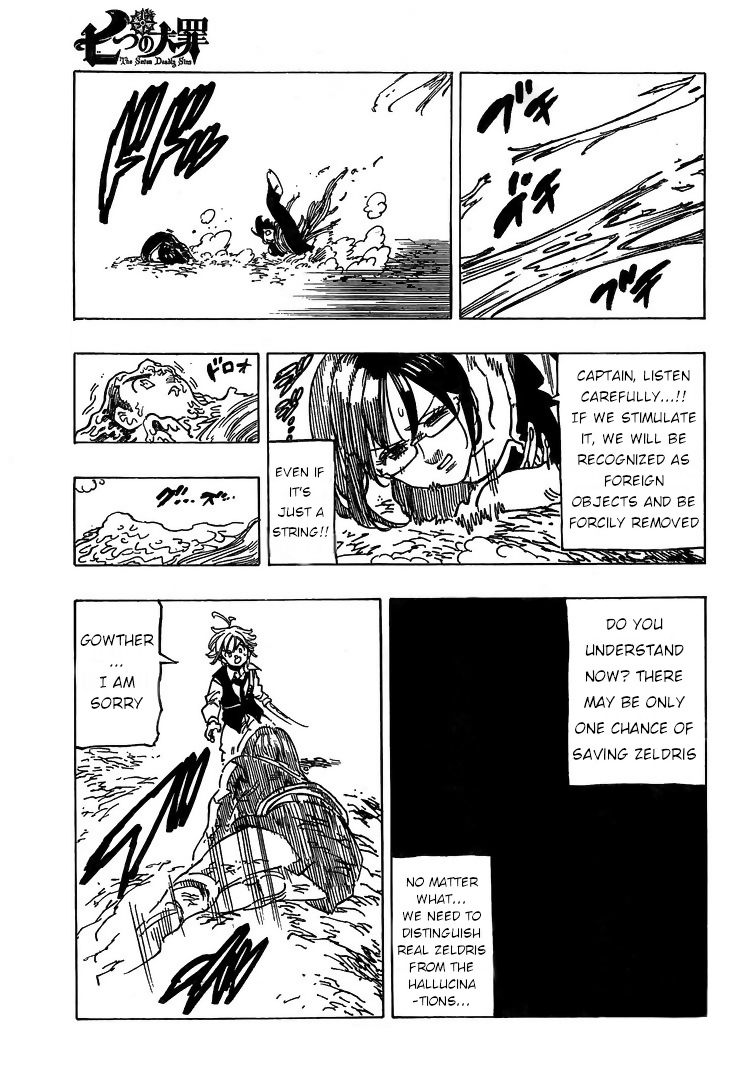 七つの大罪
The Seven Deadly Sins
ブチ
ブチ
ブチ
CAPTAIN, LISTEN
CAREFULLY...!!
IF WE STIMULATE
IT, WE WILL BE
RECOGNIZED AS
FOREIGN
OBJECTS AND BE
FORCILY REMOVED
EVEN IF
IT'S
JUST A
STRING!!
ドロォ
グ... ズ...
DO YOU
UNDERSTAND
NOW? THERE
MAY BE ONLY
ONE CHANCE OF
SAVING ZELDRIS
NO MATTER
WHAT...
WE NEED TO
DISTINGUISH
REAL ZELDRIS
FROM THE
HALLUCINA
-TIONS...
GOWTHER
...
I AM
SORRY